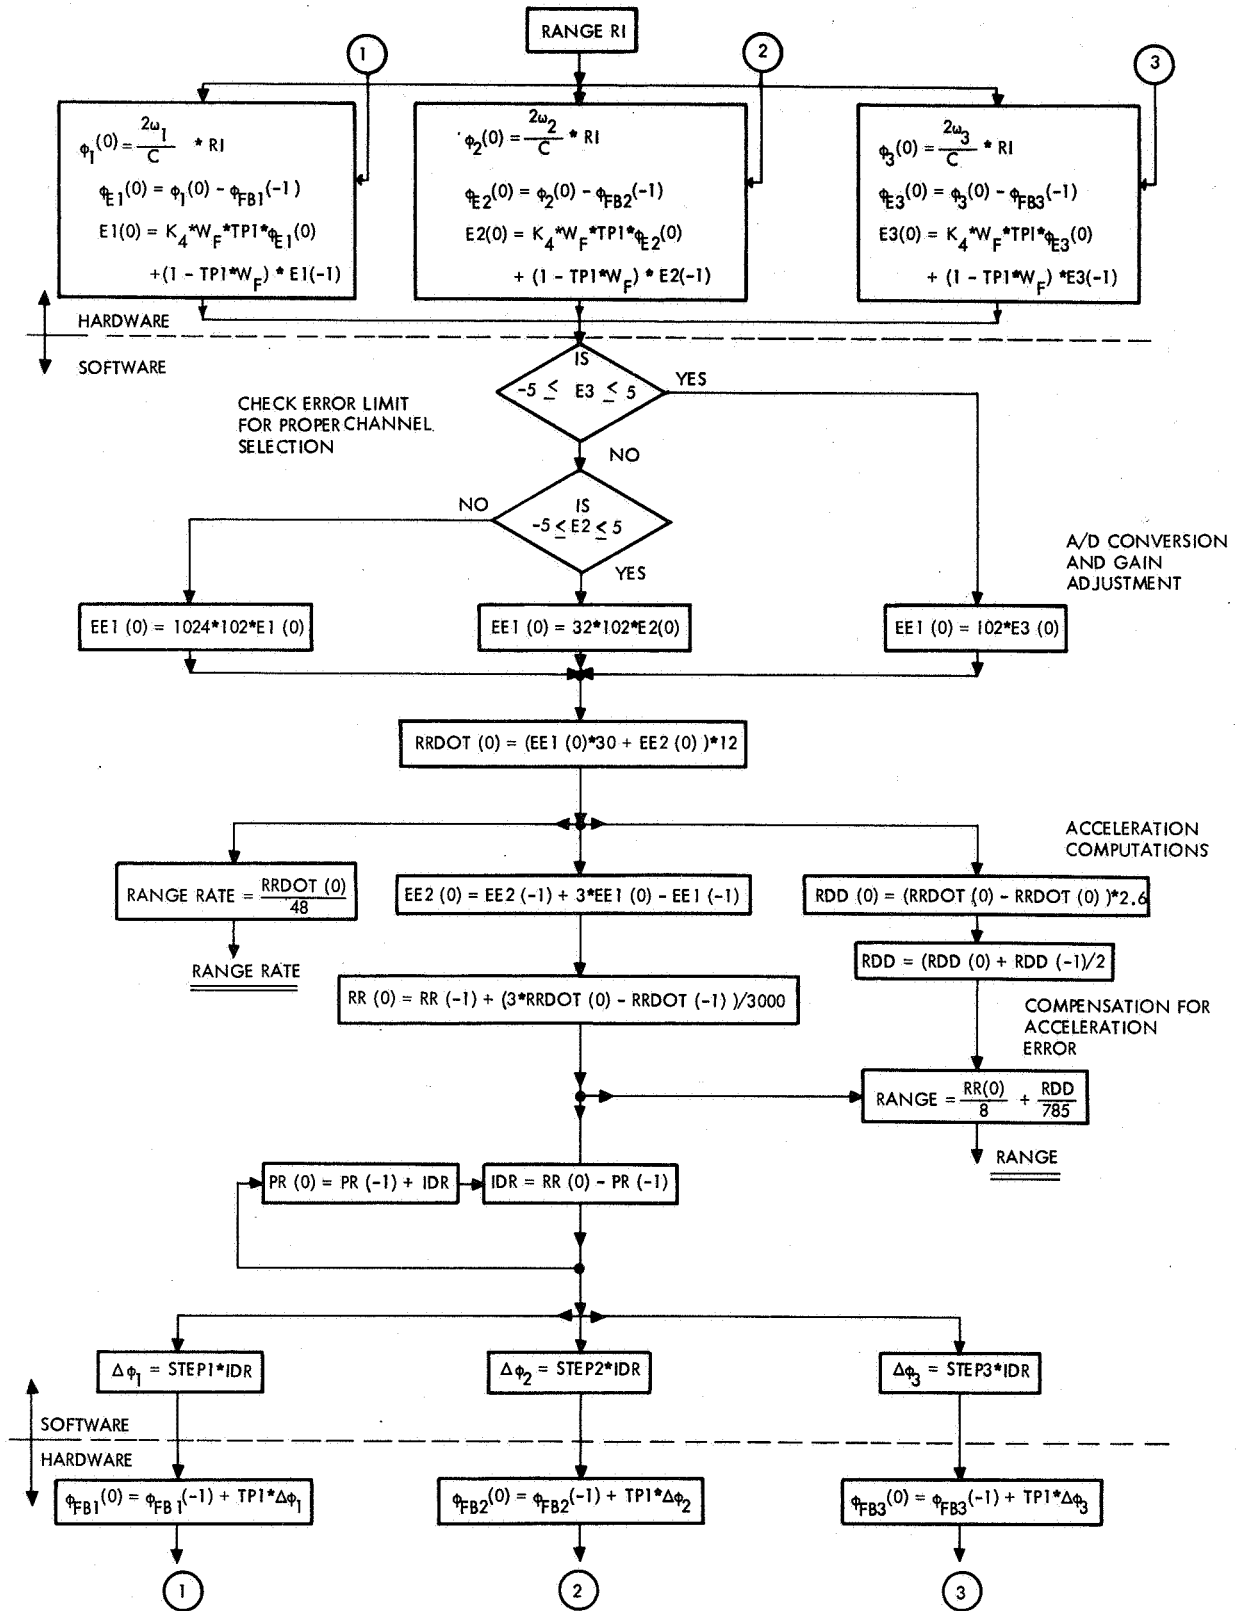 RANGE RI
1
2
3
ϕ₁(0) = 2ω₁/C * RI
ϕE1(0) = ϕ₁(0) - ϕFB1(-1)
E1(0) = K₄*WF*TP1*ϕE1(0)
+(1 - TP1*WF) * E1(-1)
ϕ₂(0) = 2ω₂/C * RI
ϕE2(0) = ϕ₂(0) - ϕFB2(-1)
E2(0) = K₄*WF*TP1*ϕE2(0)
+ (1 - TP1*WF) * E2(-1)
ϕ₃(0) = 2ω₃/C * RI
ϕE3(0) = ϕ₃(0) - ϕFB3(-1)
E3(0) = K₄*WF*TP1*ϕE3(0)
+ (1 - TP1*WF) *E3(-1)
HARDWARE
SOFTWARE
IS
-5 ≤ E3 ≤ 5
YES
CHECK ERROR LIMIT
FOR PROPER CHANNEL
SELECTION
NO
NO
IS
-5 ≤ E2 ≤ 5
YES
A/D CONVERSION
AND GAIN
ADJUSTMENT
EE1 (0) = 1024*102*E1 (0)
EE1 (0) = 32*102*E2(0)
EE1 (0) = 102*E3 (0)
RRDOT (0) = (EE1 (0)*30 + EE2 (0) )*12
ACCELERATION
COMPUTATIONS
RANGE RATE = RRDOT (0)/48
EE2 (0) = EE2 (-1) + 3*EE1 (0) - EE1 (-1)
RDD (0) = (RRDOT (0) - RRDOT (0) )*2.6
RANGE RATE
RDD = (RDD (0) + RDD (-1)/2
RR (0) = RR (-1) + (3*RRDOT (0) - RRDOT (-1) )/3000
COMPENSATION FOR
ACCELERATION
ERROR
RANGE = RR(0)/8 + RDD/785
RANGE
PR (0) = PR (-1) + IDR
IDR = RR (0) - PR (-1)
Δϕ₁ = STEP1*IDR
Δϕ₂ = STEP2*IDR
Δϕ₃ = STEP3*IDR
SOFTWARE
HARDWARE
ϕFB1(0) = ϕFB1(-1) + TP1*Δϕ₁
ϕFB2(0) = ϕFB2(-1) + TP1*Δϕ₂
ϕFB3(0) = ϕFB3(-1) + TP1*Δϕ₃
1
2
3